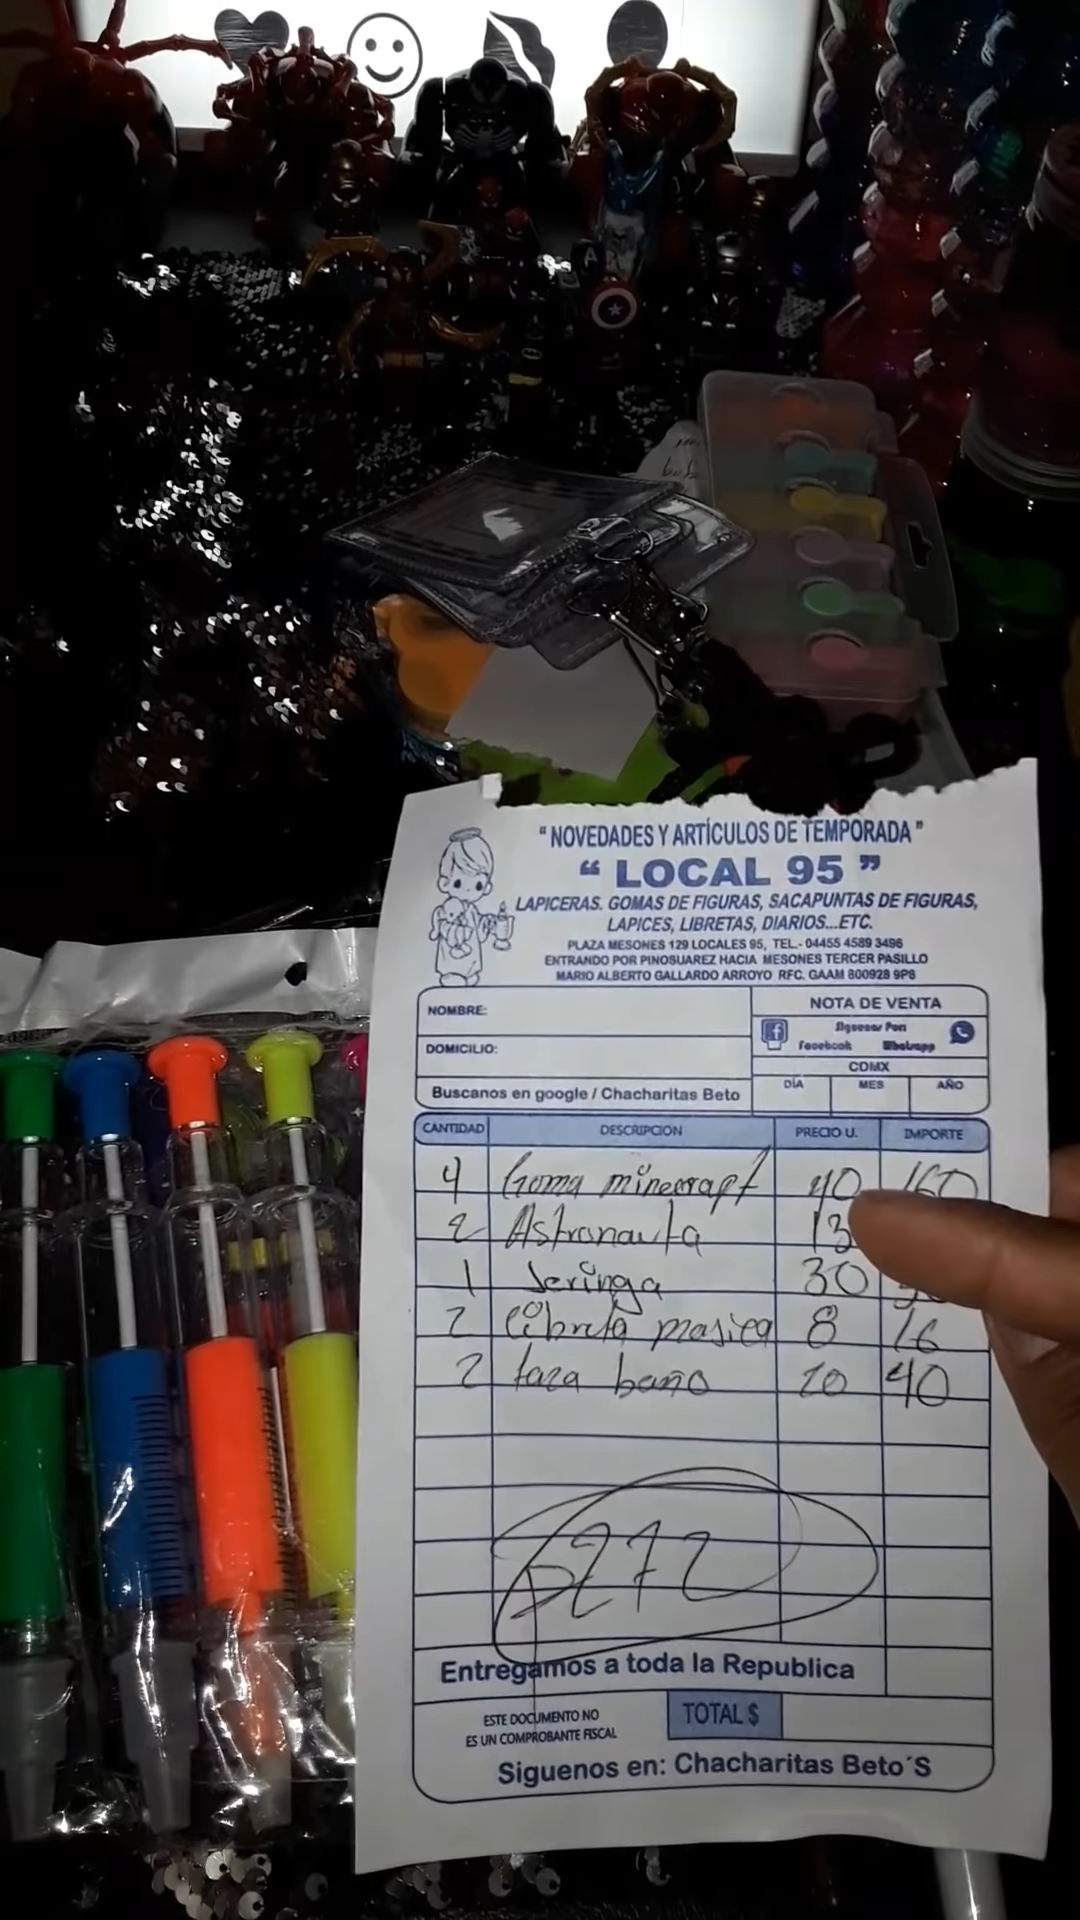 " NOVEDADES Y ARTÍCULOS DE TEMPORADA "
" LOCAL 95 "
LAPICERAS. GOMAS DE FIGURAS, SACAPUNTAS DE FIGURAS,
LAPICES, LIBRETAS, DIARIOS...ETC.
PLAZA MESONES 129 LOCALES 95, TEL.- 04455 4589 3496
ENTRANDO POR PINOSUAREZ HACIA MESONES TERCER PASILLO
MARIO ALBERTO GALLARDO ARROYO RFC. GAAM 800928 9P8
NOMBRE:
DOMICILIO:
Buscanos en google / Chacharitas Beto
NOTA DE VENTA
Siguenos Por:
Facebook Whatsapp
CDMX
DÍA MES AÑO
CANTIDAD DESCRIPCION PRECIO U. IMPORTE
4 Goma minecrapt 40 160
2 Astronauta 13
1 Jeringa 30
2 libreta 8 16
2 taza baño 20 40
$272
Entregamos a toda la Republica
ESTE DOCUMENTO NO
ES UN COMPROBANTE FISCAL
TOTAL $
Siguenos en: Chacharitas Beto´S